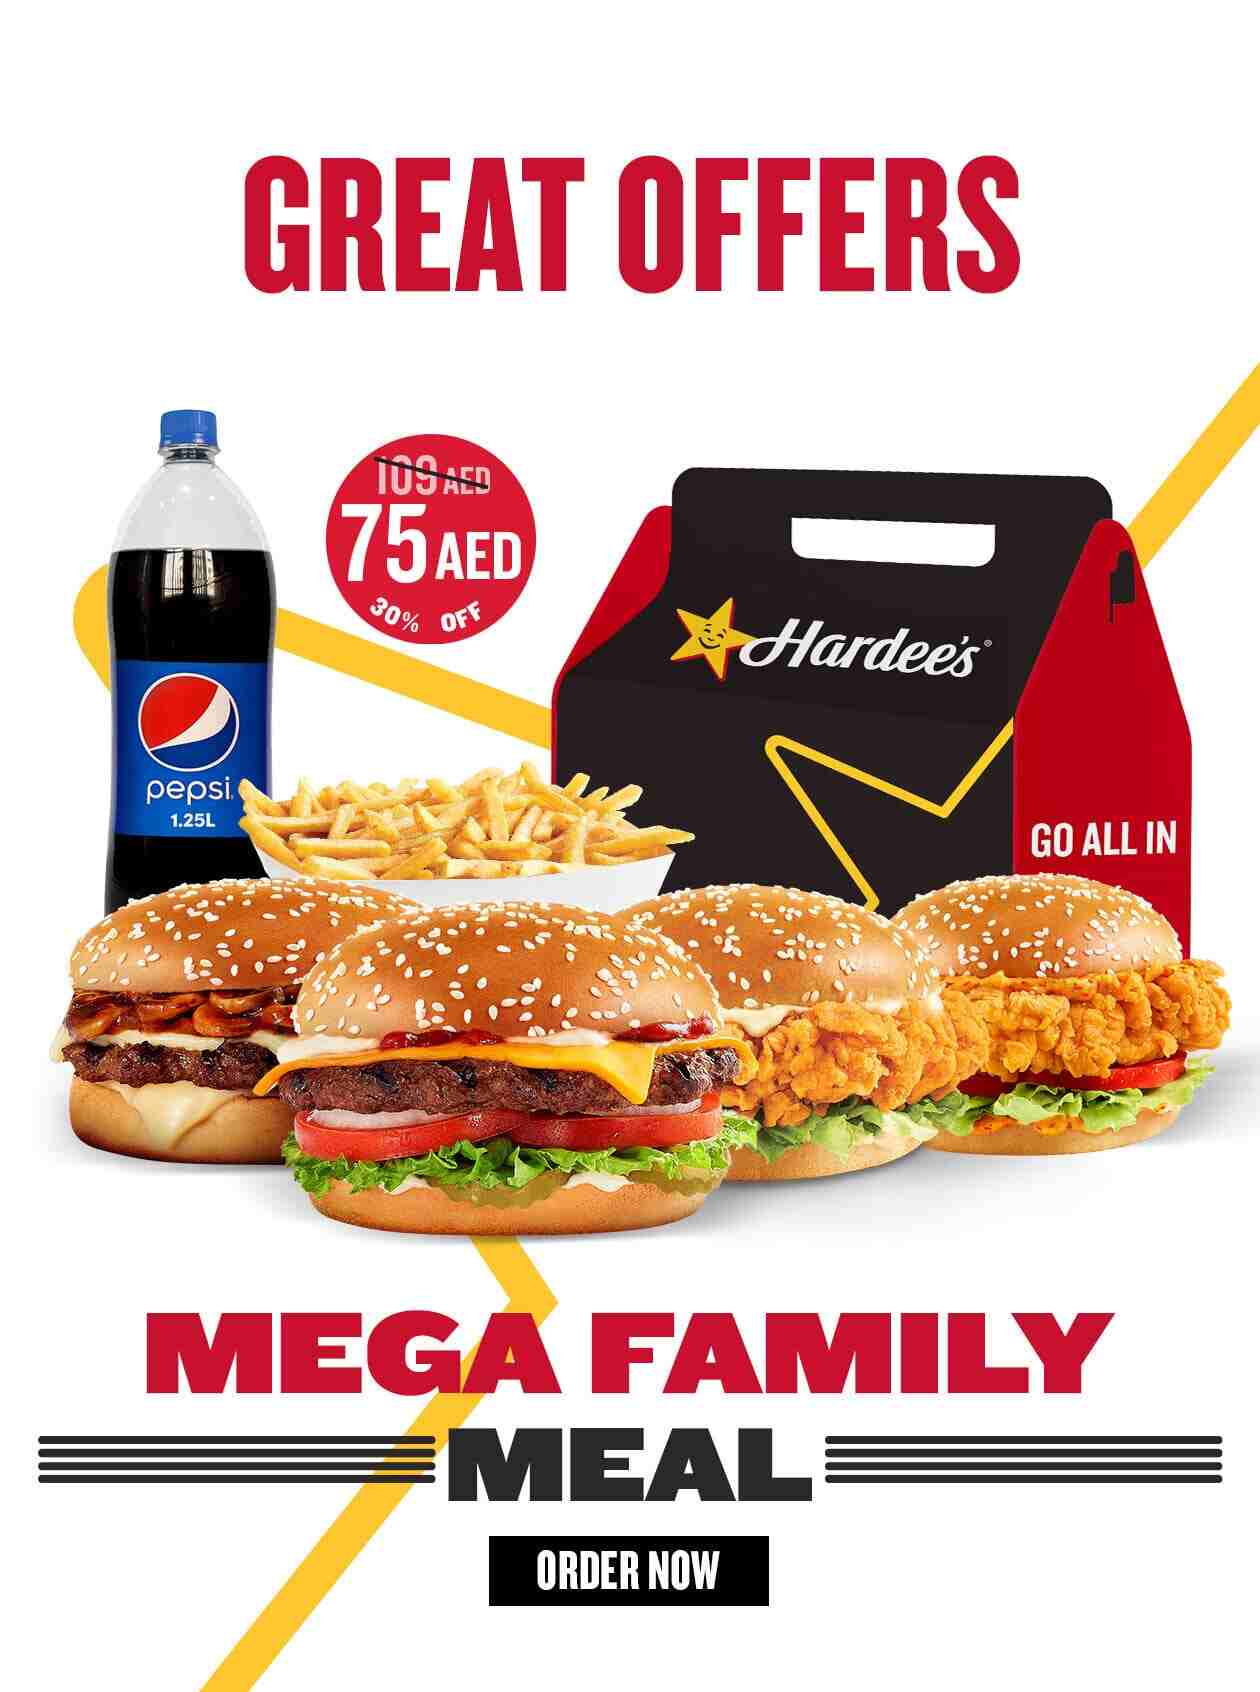 GREAT OFFERS
109 AED
75 AED
30% OFF
Hardee's®
pepsi.
1.25L
GO ALL IN
MEGA FAMILY
MEAL
ORDER NOW